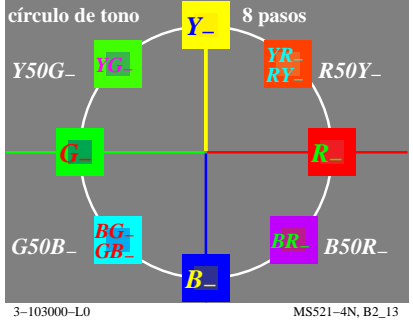 círculo de tono 8 pasos
Y_
Y50G_ YG_ YR_ R50Y_
RY_
G_ R_
G50B_ BG_ BR_ B50R_
GB_
B_
3-103000-L0 MS521-4N, B2_13